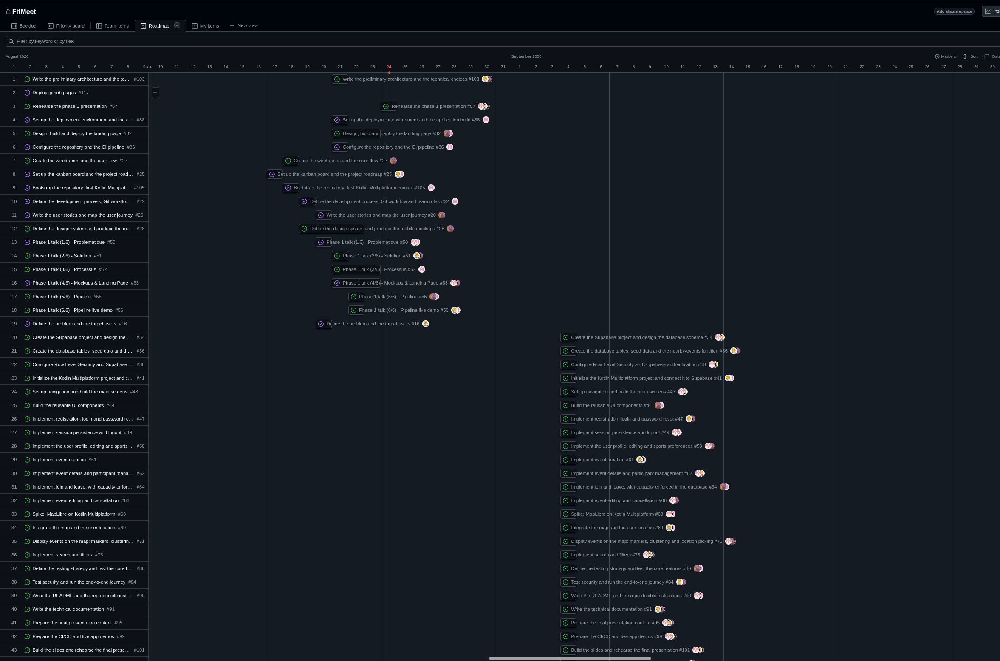 FitMeet
Add status update
Ins
Backlog Priority board Team items Roadmap My items New view
Filter by keyword or by field
August 2026 September 2026 Markers Sort Date
1 2 3 4 5 6 7 8 9 10 11 12 13 14 15 16 17 18 19 20 21 22 23 24 25 26 27 28 29 30 31 1 2 3 4 5 6 7 8 9 10 11 12 13 14 15 16 17 18 19 20 21 22 23 24 25 26 27 28 29 30
1 Write the preliminary architecture and the te… #103 Write the preliminary architecture and the technical choices #103
2 Deploy github pages #117
3 Rehearse the phase 1 presentation #57 Rehearse the phase 1 presentation #57
4 Set up the deployment environment and the a… #88 Set up the deployment environment and the application build #88
5 Design, build and deploy the landing page #32 Design, build and deploy the landing page #32
6 Configure the repository and the CI pipeline #86 Configure the repository and the CI pipeline #86
7 Create the wireframes and the user flow #27 Create the wireframes and the user flow #27
8 Set up the kanban board and the project road… #25 Set up the kanban board and the project roadmap #25
9 Bootstrap the repository: first Kotlin Multiplat… #105 Bootstrap the repository: first Kotlin Multiplatform commit #105
10 Define the development process, Git workflo… #22 Define the development process, Git workflow and team roles #22
11 Write the user stories and map the user journey #20 Write the user stories and map the user journey #20
12 Define the design system and produce the m… #28 Define the design system and produce the mobile mockups #28
13 Phase 1 talk (1/6) - Problematique #50 Phase 1 talk (1/6) - Problematique #50
14 Phase 1 talk (2/6) - Solution #51 Phase 1 talk (2/6) - Solution #51
15 Phase 1 talk (3/6) - Processus #52 Phase 1 talk (3/6) - Processus #52
16 Phase 1 talk (4/6) - Mockups & Landing Page #53 Phase 1 talk (4/6) - Mockups & Landing Page #53
17 Phase 1 talk (5/6) - Pipeline #55 Phase 1 talk (5/6) - Pipeline #55
18 Phase 1 talk (6/6) - Pipeline live demo #56 Phase 1 talk (6/6) - Pipeline live demo #56
19 Define the problem and the target users #16 Define the problem and the target users #16
20 Create the Supabase project and design the … #34 Create the Supabase project and design the database schema #34
21 Create the database tables, seed data and th… #36 Create the database tables, seed data and the nearby-events function #36
22 Configure Row Level Security and Supabase … #38 Configure Row Level Security and Supabase authentication #38
23 Initialize the Kotlin Multiplatform project and c… #41 Initialize the Kotlin Multiplatform project and connect it to Supabase #41
24 Set up navigation and build the main screens #43 Set up navigation and build the main screens #43
25 Build the reusable UI components #44 Build the reusable UI components #44
26 Implement registration, login and password re… #47 Implement registration, login and password reset #47
27 Implement session persistence and logout #49 Implement session persistence and logout #49
28 Implement the user profile, editing and sports … #58 Implement the user profile, editing and sports preferences #58
29 Implement event creation #61 Implement event creation #61
30 Implement event details and participant mana… #62 Implement event details and participant management #62
31 Implement join and leave, with capacity enfor… #64 Implement join and leave, with capacity enforced in the database #64
32 Implement event editing and cancellation #66 Implement event editing and cancellation #66
33 Spike: MapLibre on Kotlin Multiplatform #68 Spike: MapLibre on Kotlin Multiplatform #68
34 Integrate the map and the user location #69 Integrate the map and the user location #69
35 Display events on the map: markers, clusterin… #71 Display events on the map: markers, clustering and location picking #71
36 Implement search and filters #75 Implement search and filters #75
37 Define the testing strategy and test the core f… #80 Define the testing strategy and test the core features #80
38 Test security and run the end-to-end journey #84 Test security and run the end-to-end journey #84
39 Write the README and the reproducible instr… #90 Write the README and the reproducible instructions #90
40 Write the technical documentation #91 Write the technical documentation #91
41 Prepare the final presentation content #95 Prepare the final presentation content #95
42 Prepare the CI/CD and live app demos #99 Prepare the CI/CD and live app demos #99
43 Build the slides and rehearse the final prese… #101 Build the slides and rehearse the final presentation #101